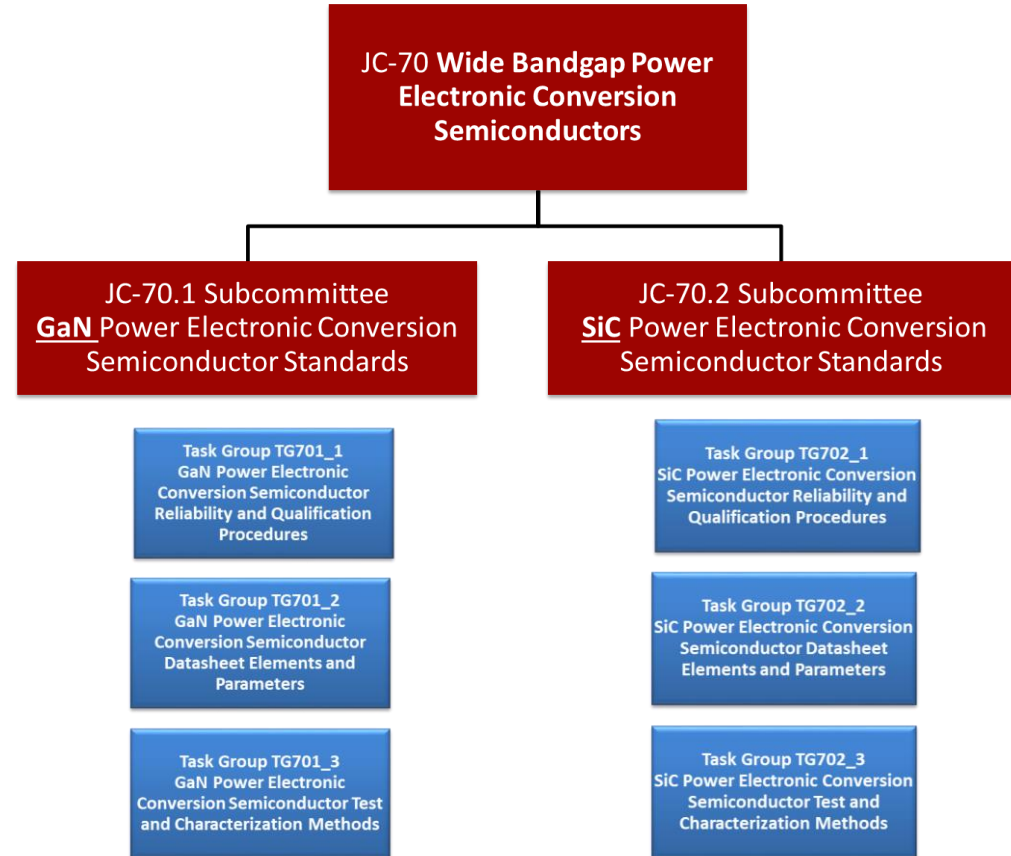 JC-70 Wide Bandgap Power
Electronic Conversion
Semiconductors
JC-70.1 Subcommittee
GaN Power Electronic Conversion
Semiconductor Standards
JC-70.2 Subcommittee
SiC Power Electronic Conversion
Semiconductor Standards
Task Group TG701_1
GaN Power Electronic
Conversion Semiconductor
Reliability and Qualification
Procedures
Task Group TG702_1
SiC Power Electronic Conversion
Semiconductor Reliability and
Qualification Procedures
Task Group TG701_2
GaN Power Electronic
Conversion Semiconductor
Datasheet Elements and
Parameters
Task Group TG702_2
SiC Power Electronic Conversion
Semiconductor Datasheet
Elements and Parameters
Task Group TG701_3
GaN Power Electronic
Conversion Semiconductor Test
and Characterization Methods
Task Group TG702_3
SiC Power Electronic Conversion
Semiconductor Test and
Characterization Methods